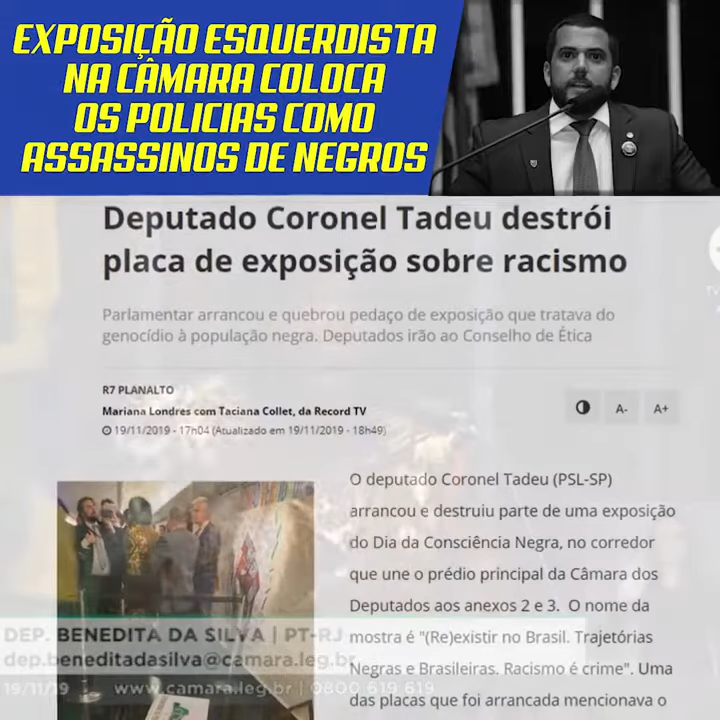 EXPOSIÇÃO ESQUERDISTA
NA CÂMARA COLOCA
OS POLICIAS COMO
ASSASSINOS DE NEGROS
Deputado Coronel Tadeu destrói
placa de exposição sobre racismo
Parlamentar arrancou e quebrou pedaço de exposição que tratava do
genocídio à população negra. Deputados irão ao Conselho de Ética
R7 PLANALTO
Mariana Londres com Taciana Collet, da Record TV
19/11/2019 - 17h04 (Atualizado em 19/11/2019 - 18h49)
A- A+
O deputado Coronel Tadeu (PSL-SP)
arrancou e destruiu parte de uma exposição
do Dia da Consciência Negra, no corredor
que une o prédio principal da Câmara dos
Deputados aos anexos 2 e 3. O nome da
mostra é "(Re)existir no Brasil. Trajetórias
Negras e Brasileiras. Racismo é crime". Uma
das placas que foi arrancada mencionava o
DEP. BENEDITA DA SILVA | PT-RJ
dep.beneditadasilva@camara.leg.br
19/11/19 www.camara.leg.br | 0800 619 619